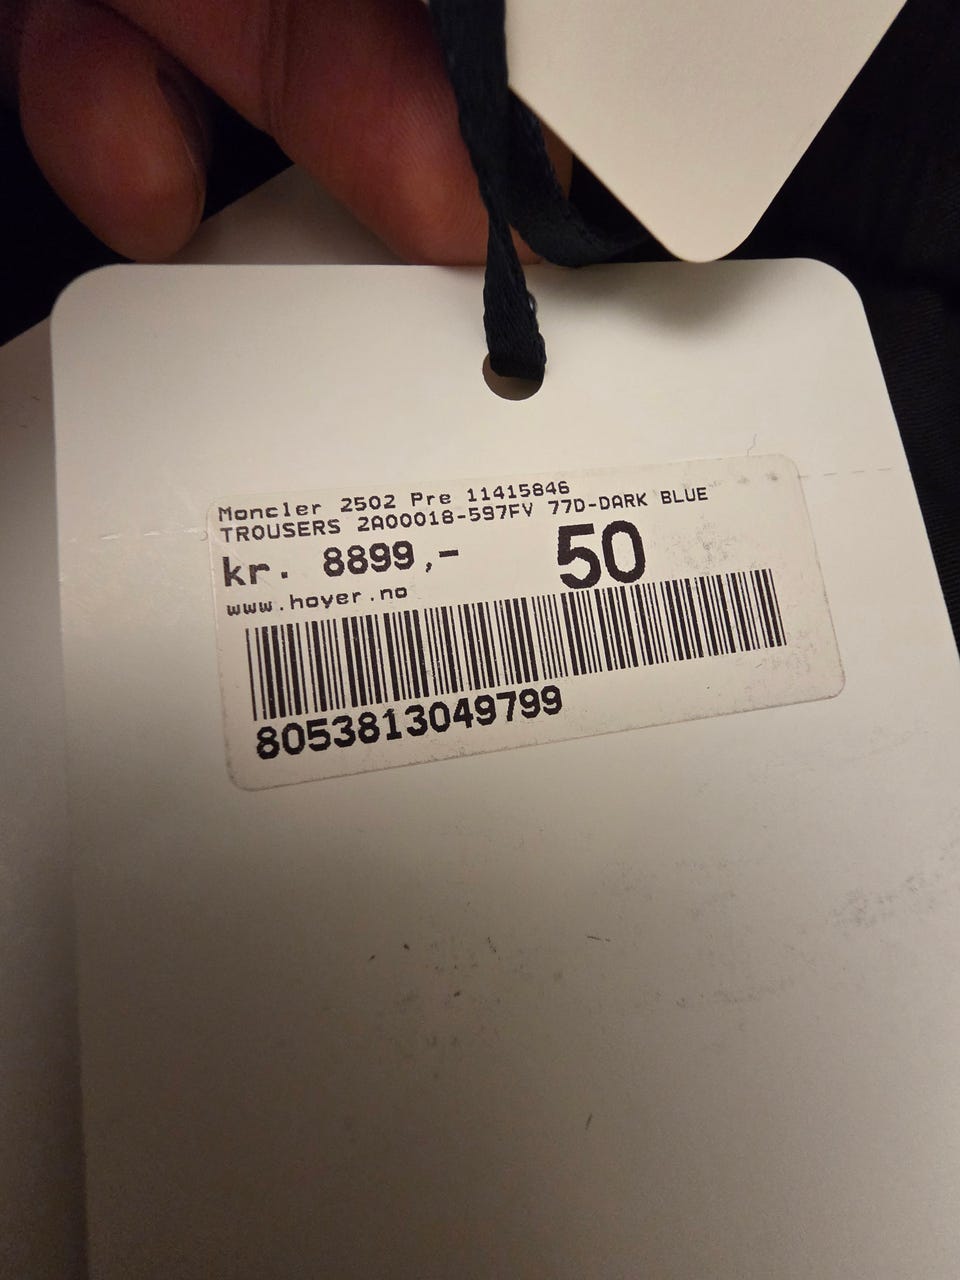 Moncler 2502 Pre 11415846
TROUSERS 2A00018-597FV 77D-DARK BLUE
kr. 8899,- 50
www.hoyer.no
8053813049799